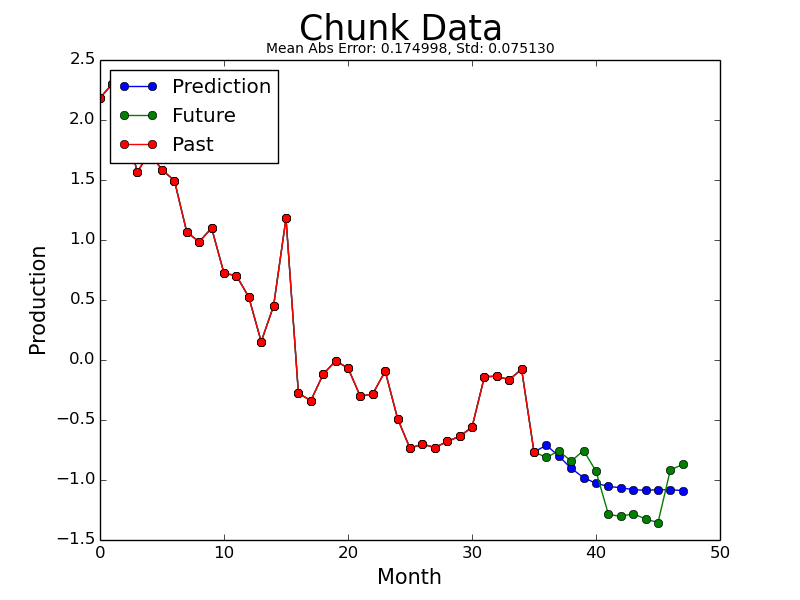 Chunk Data
Mean Abs Error: 0.174998, Std: 0.075130
2.5
Prediction
Future
Past
2.0
1.5
1.0
0.5
0.0
−0.5
−1.0
−1.5
Production
0 10 20 30 40 50
Month